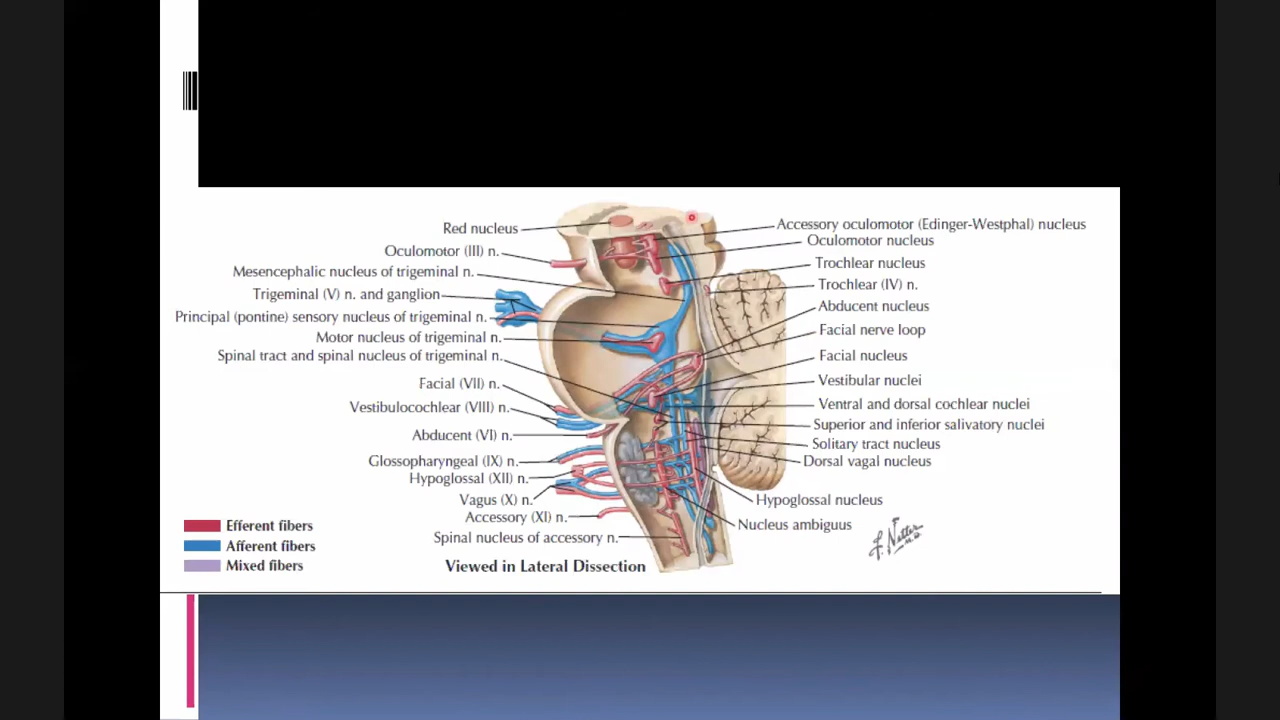 Red nucleus
Oculomotor (III) n.
Mesencephalic nucleus of trigeminal n.
Trigeminal (V) n. and ganglion
Principal (pontine) sensory nucleus of trigeminal n.
Motor nucleus of trigeminal n.
Spinal tract and spinal nucleus of trigeminal n.
Facial (VII) n.
Vestibulocochlear (VIII) n.
Abducent (VI) n.
Glossopharyngeal (IX) n.
Hypoglossal (XII) n.
Vagus (X) n.
Accessory (XI) n.
Spinal nucleus of accessory n.
Accessory oculomotor (Edinger-Westphal) nucleus
Oculomotor nucleus
Trochlear nucleus
Trochlear (IV) n.
Abducent nucleus
Facial nerve loop
Facial nucleus
Vestibular nuclei
Ventral and dorsal cochlear nuclei
Superior and inferior salivatory nuclei
Solitary tract nucleus
Dorsal vagal nucleus
Hypoglossal nucleus
Nucleus ambiguus
F. Netter
M.D.
Efferent fibers
Afferent fibers
Mixed fibers
Viewed in Lateral Dissection